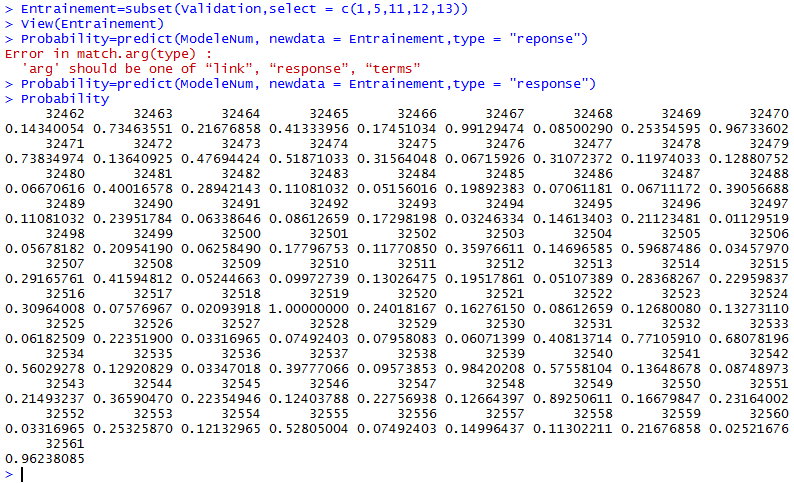 > Entrainement=subset(Validation,select = c(1,5,11,12,13))
> View(Entrainement)
> Probability=predict(ModeleNum, newdata = Entrainement,type = "reponse")
Error in match.arg(type) :
  'arg' should be one of “link”, “response”, “terms”
> Probability=predict(ModeleNum, newdata = Entrainement,type = "response")
> Probability
     32462      32463      32464      32465      32466      32467      32468      32469      32470
0.14340054 0.73463551 0.21676858 0.41333956 0.17451034 0.99129474 0.08500290 0.25354595 0.96733602
     32471      32472      32473      32474      32475      32476      32477      32478      32479
0.73834974 0.13640925 0.47694424 0.51871033 0.31564048 0.06715926 0.31072372 0.11974033 0.12880752
     32480      32481      32482      32483      32484      32485      32486      32487      32488
0.06670616 0.40016578 0.28942143 0.11081032 0.05156016 0.19892383 0.07061181 0.06711172 0.39056688
     32489      32490      32491      32492      32493      32494      32495      32496      32497
0.11081032 0.23951784 0.06338646 0.08612659 0.17298198 0.03246334 0.14613403 0.21123481 0.01129519
     32498      32499      32500      32501      32502      32503      32504      32505      32506
0.05678182 0.20954190 0.06258490 0.17796753 0.11770850 0.35976611 0.14696585 0.59687486 0.03457970
     32507      32508      32509      32510      32511      32512      32513      32514      32515
0.29165761 0.41594812 0.05244663 0.09972739 0.13026475 0.19517861 0.05107389 0.28368267 0.22959837
     32516      32517      32518      32519      32520      32521      32522      32523      32524
0.30964008 0.07576967 0.02093918 1.00000000 0.24018167 0.16276150 0.08612659 0.12680080 0.13273110
     32525      32526      32527      32528      32529      32530      32531      32532      32533
0.06182509 0.22351900 0.03316965 0.07492403 0.07958083 0.06071399 0.40813714 0.77105910 0.68078196
     32534      32535      32536      32537      32538      32539      32540      32541      32542
0.56029278 0.12920829 0.03347018 0.39777066 0.09573853 0.98420208 0.57558104 0.13648678 0.08748973
     32543      32544      32545      32546      32547      32548      32549      32550      32551
0.21493237 0.36590470 0.22354946 0.12403788 0.22756938 0.12664397 0.89250611 0.16679847 0.23164002
     32552      32553      32554      32555      32556      32557      32558      32559      32560
0.03316965 0.25325870 0.12132965 0.52805004 0.07492403 0.14996437 0.11302211 0.21676858 0.02521676
     32561
0.96238085
>